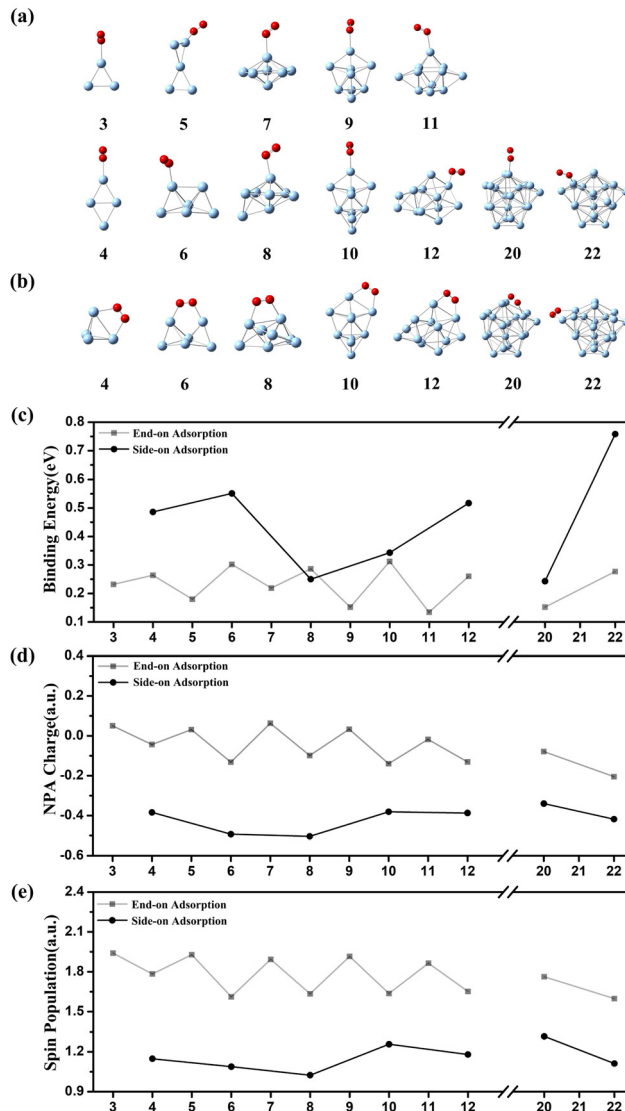 (a)
3 5 7 9 11
4 6 8 10 12 20 22
(b)
4 6 8 10 12 20 22
(c)
Binding Energy(eV)
0.8
0.7
0.6
0.5
0.4
0.3
0.2
0.1
End-on Adsorption
Side-on Adsorption
3 4 5 6 7 8 9 10 11 12 20 21 22
(d)
NPA Charge(a.u.)
0.4
0.2
0.0
-0.2
-0.4
-0.6
End-on Adsorption
Side-on Adsorption
3 4 5 6 7 8 9 10 11 12 20 21 22
(e)
Spin Population(a.u.)
2.4
2.1
1.8
1.5
1.2
0.9
End-on Adsorption
Side-on Adsorption
3 4 5 6 7 8 9 10 11 12 20 21 22